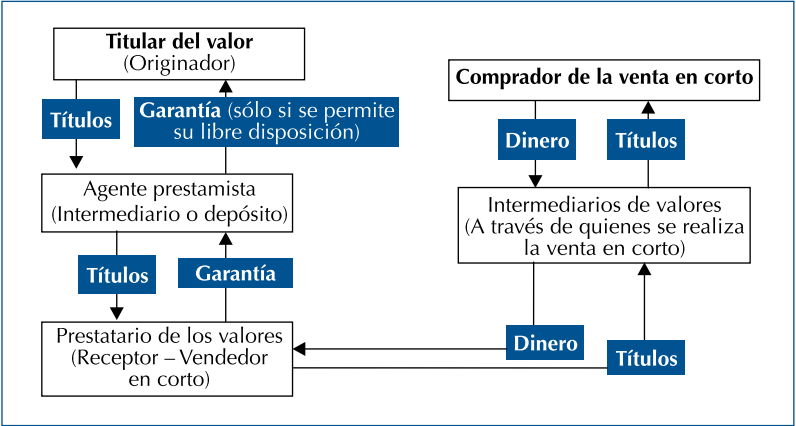 Titular del valor
(Originador)
Títulos
Garantía (sólo si se permite
su libre disposición)
Agente prestamista
(Intermediario o depósito)
Títulos
Garantía
Prestatario de los valores
(Receptor – Vendedor
en corto)
Comprador de la venta en corto
Dinero
Títulos
Intermediarios de valores
(A través de quienes se realiza
la venta en corto)
Dinero
Títulos